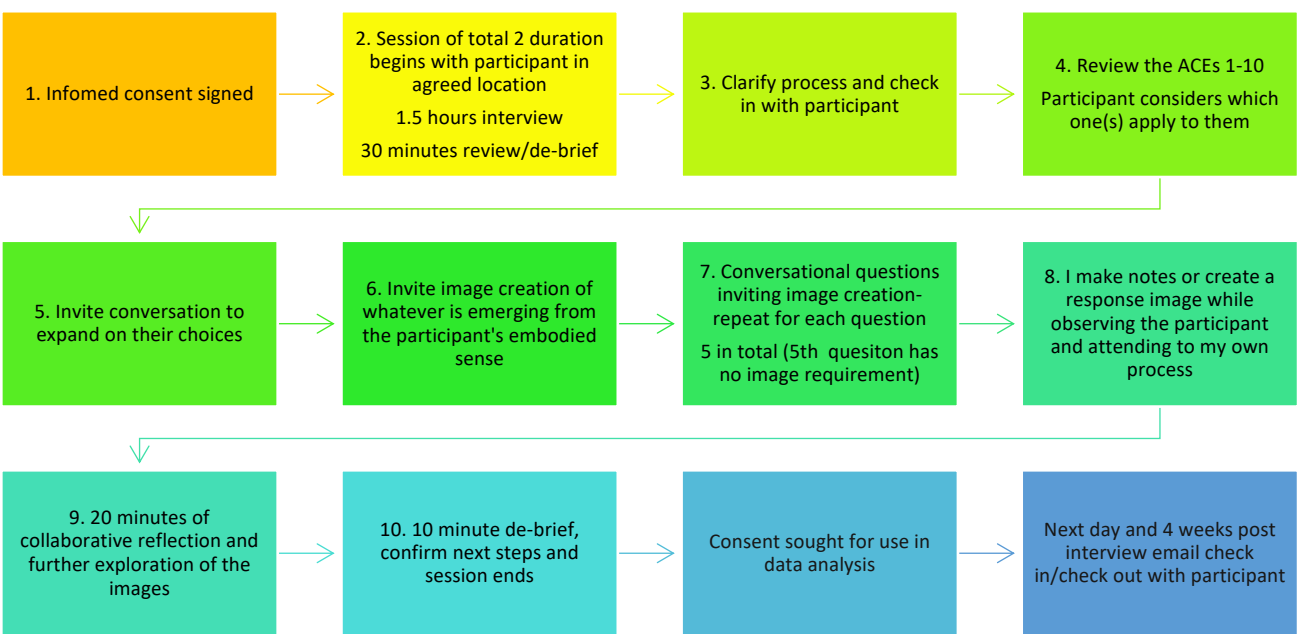 1. Infomed consent signed
2. Session of total 2 duration
begins with participant in
agreed location
1.5 hours interview
30 minutes review/de-brief
3. Clarify process and check
in with participant
4. Review the ACEs 1-10
Participant considers which
one(s) apply to them
5. Invite conversation to
expand on their choices
6. Invite image creation of
whatever is emerging from
the participant's embodied
sense
7. Conversational questions
inviting image creation-
repeat for each question
5 in total (5th  quesiton has
no image requirement)
8. I make notes or create a
response image while
observing the participant
and attending to my own
process
9. 20 minutes of
collaborative reflection and
further exploration of the
images
10. 10 minute de-brief,
confirm next steps and
session ends
Consent sought for use in
data analysis
Next day and 4 weeks post
interview email check
in/check out with participant